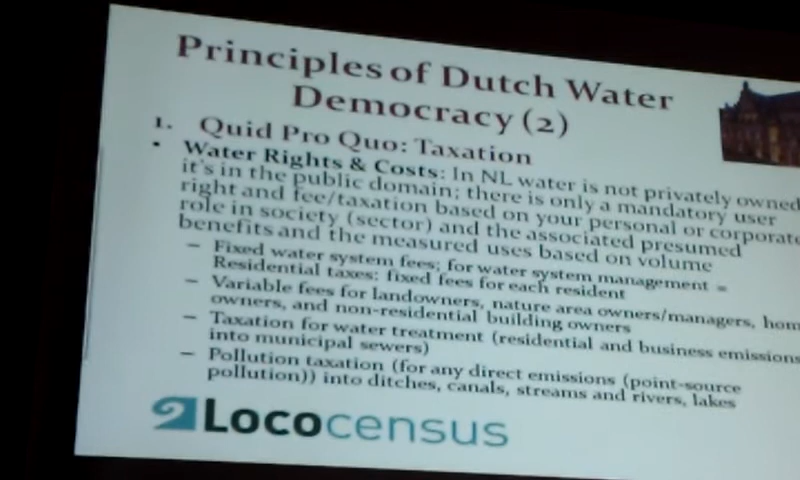 Principles of Dutch Water
Democracy (2)
1. Quid Pro Quo: Taxation
• Water Rights & Costs: In NL water is not privately owned
it's in the public domain; there is only a mandatory user
right and fee/taxation based on your personal or corporate
role in society (sector) and the associated presumed
benefits and the measured uses based on volume
– Fixed water system fees; for water system management =
Residential taxes: fixed fees for each resident
– Variable fees for landowners, nature area owners/managers, hom
owners, and non-residential building owners
– Taxation for water treatment (residential and business emissions
into municipal sewers)
– Pollution taxation (for any direct emissions (point-source
pollution)) into ditches, canals, streams and rivers, lakes
Lococensus